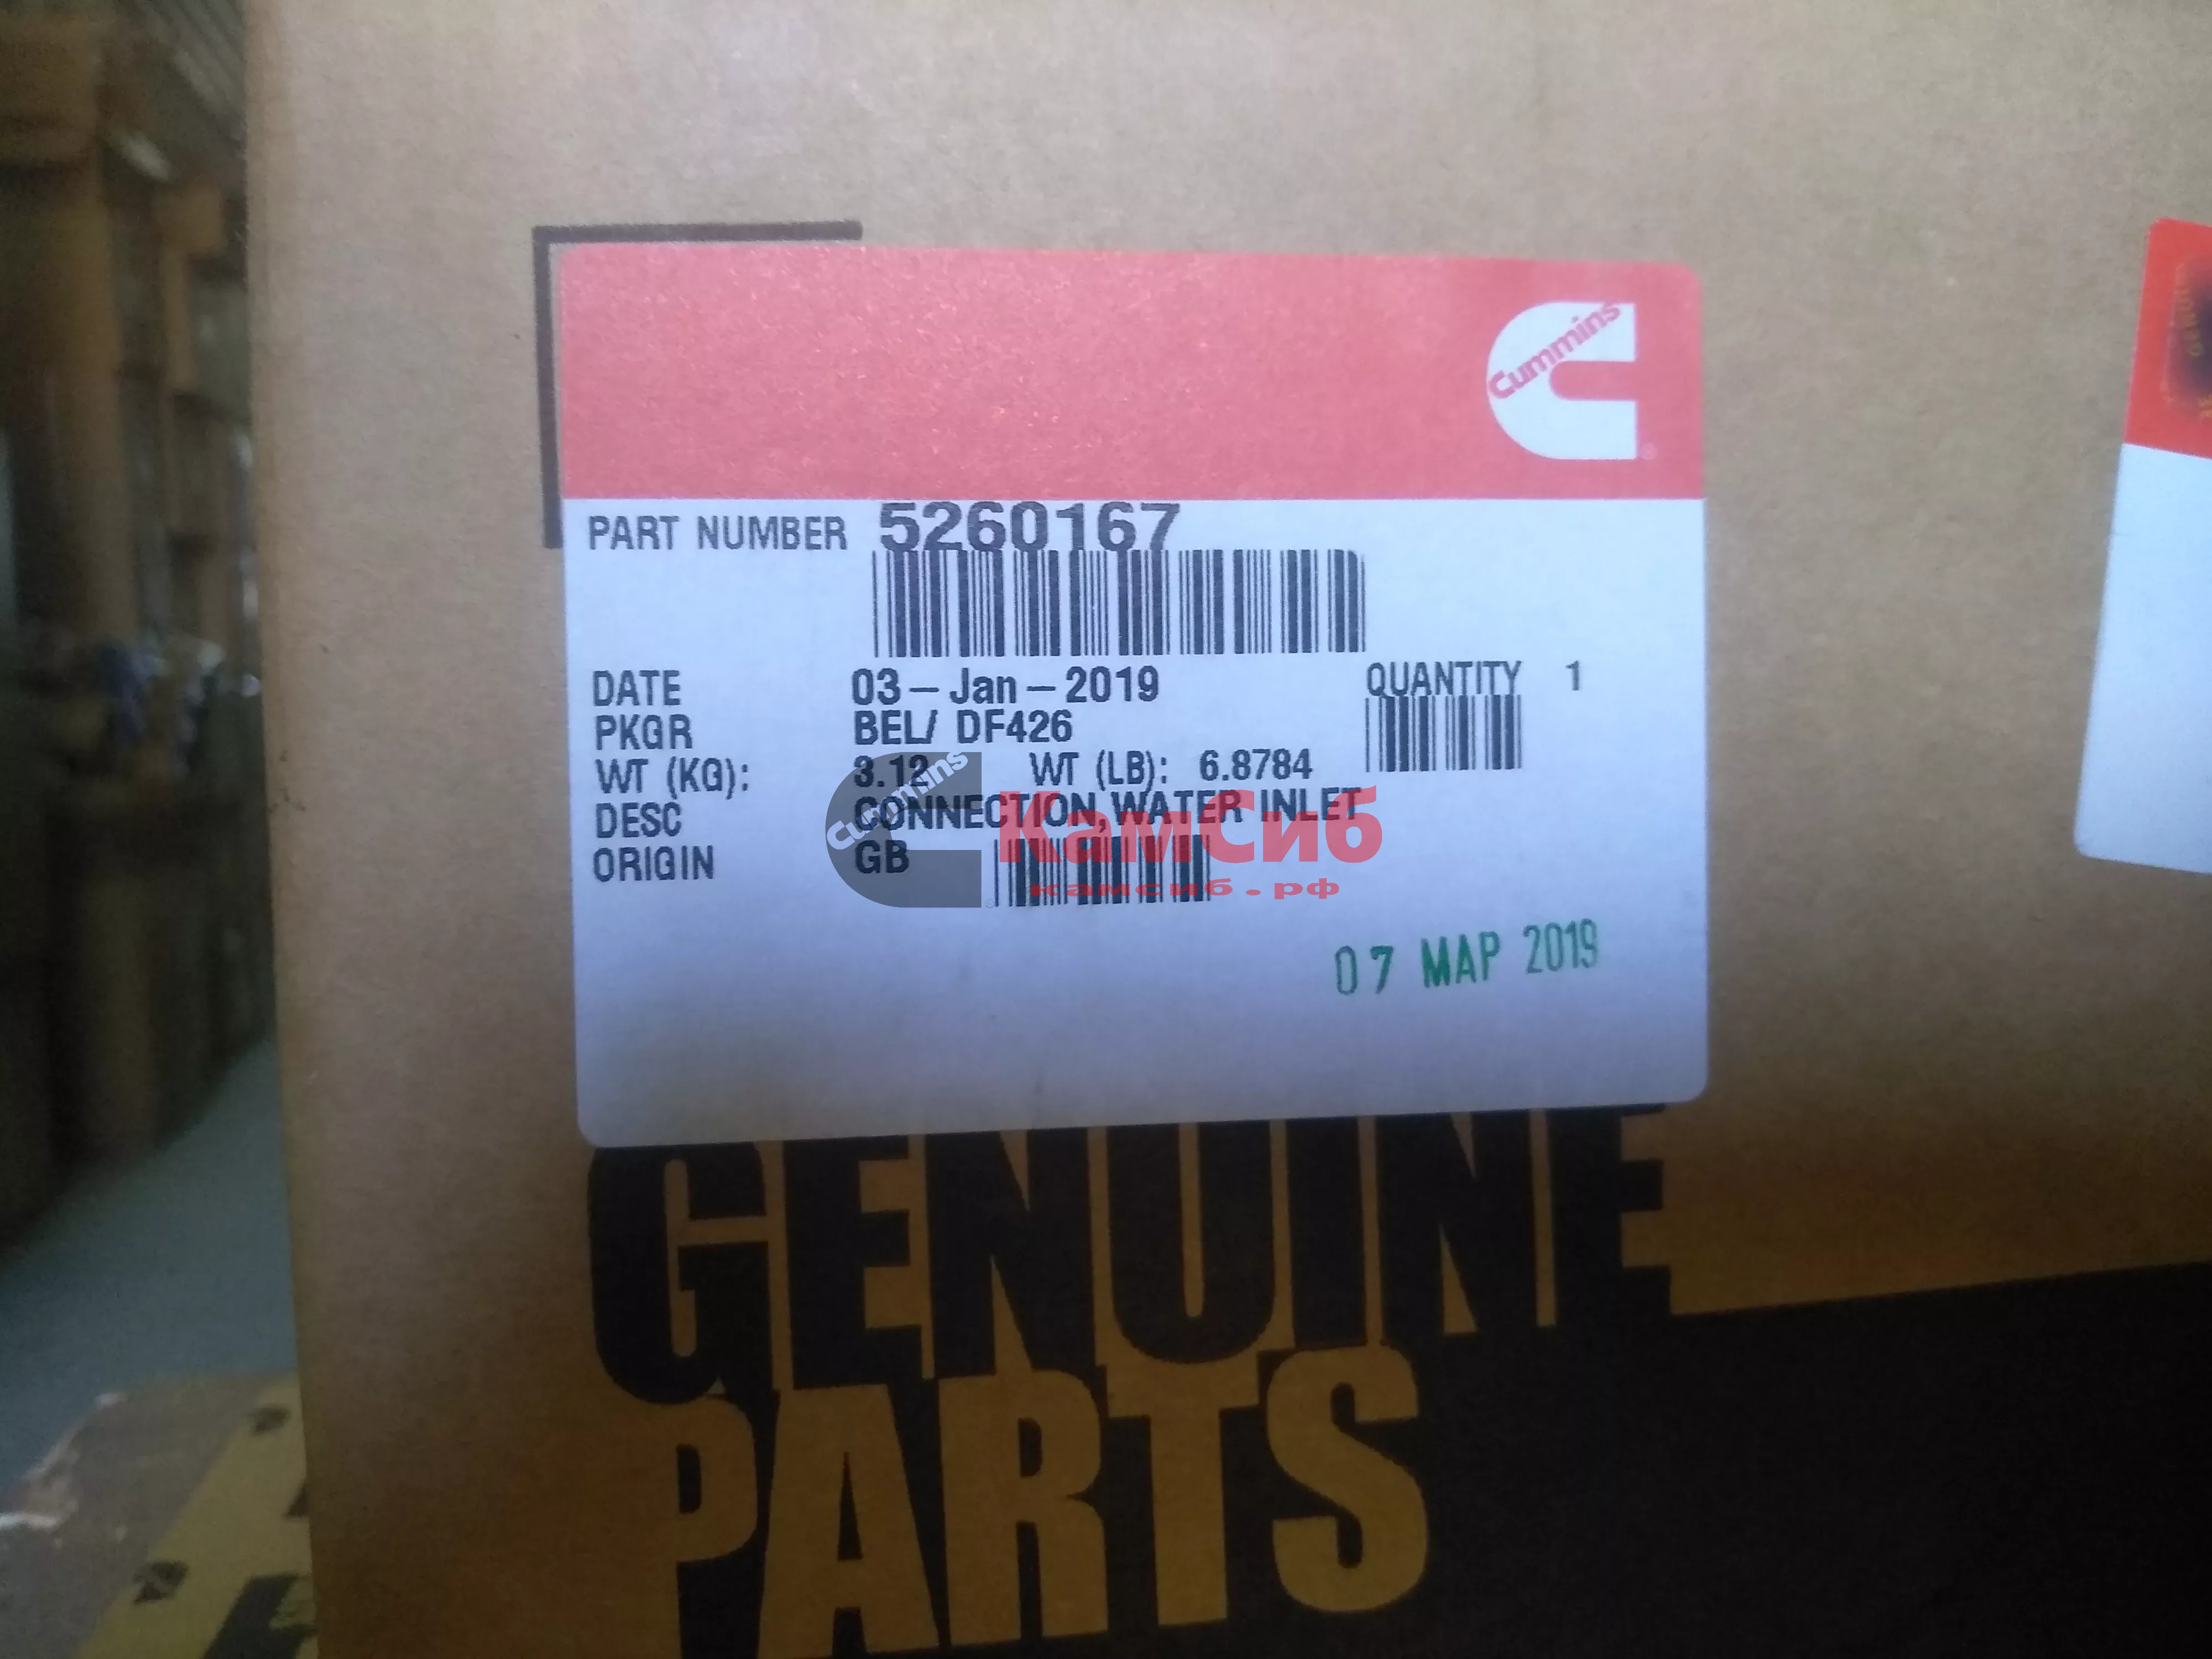 Cummins
PART NUMBER 5260167
DATE 03-Jan-2019 QUANTITY 1
PKGR BEL/ DF426
WT (KG): 3.12 WT (LB): 6.8784
DESC CONNECTION,WATER INLET
ORIGIN GB
Cummins
КамСиб
камсиб.рф
07 МАР 2019
GENUINE
PARTS